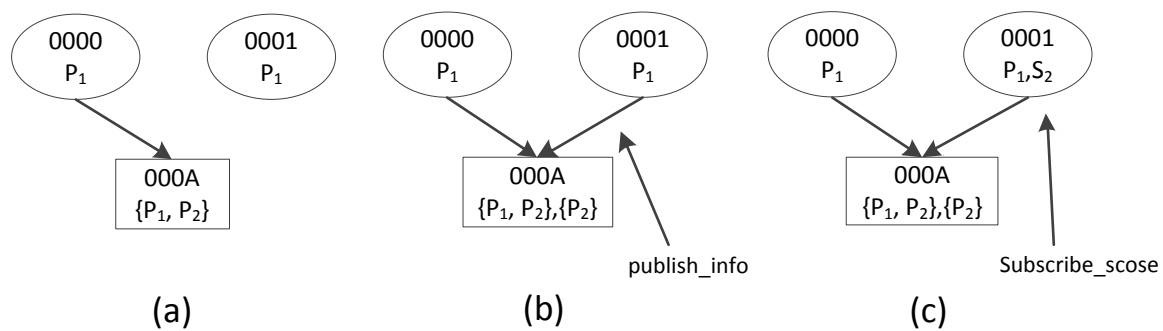 0000
P₁
0001
P₁
000A
{P₁, P₂}
(a)
0000
P₁
0001
P₁
000A
{P₁, P₂},{P₂}
publish_info
(b)
0000
P₁
0001
P₁,S₂
000A
{P₁, P₂},{P₂}
Subscribe_scose
(c)